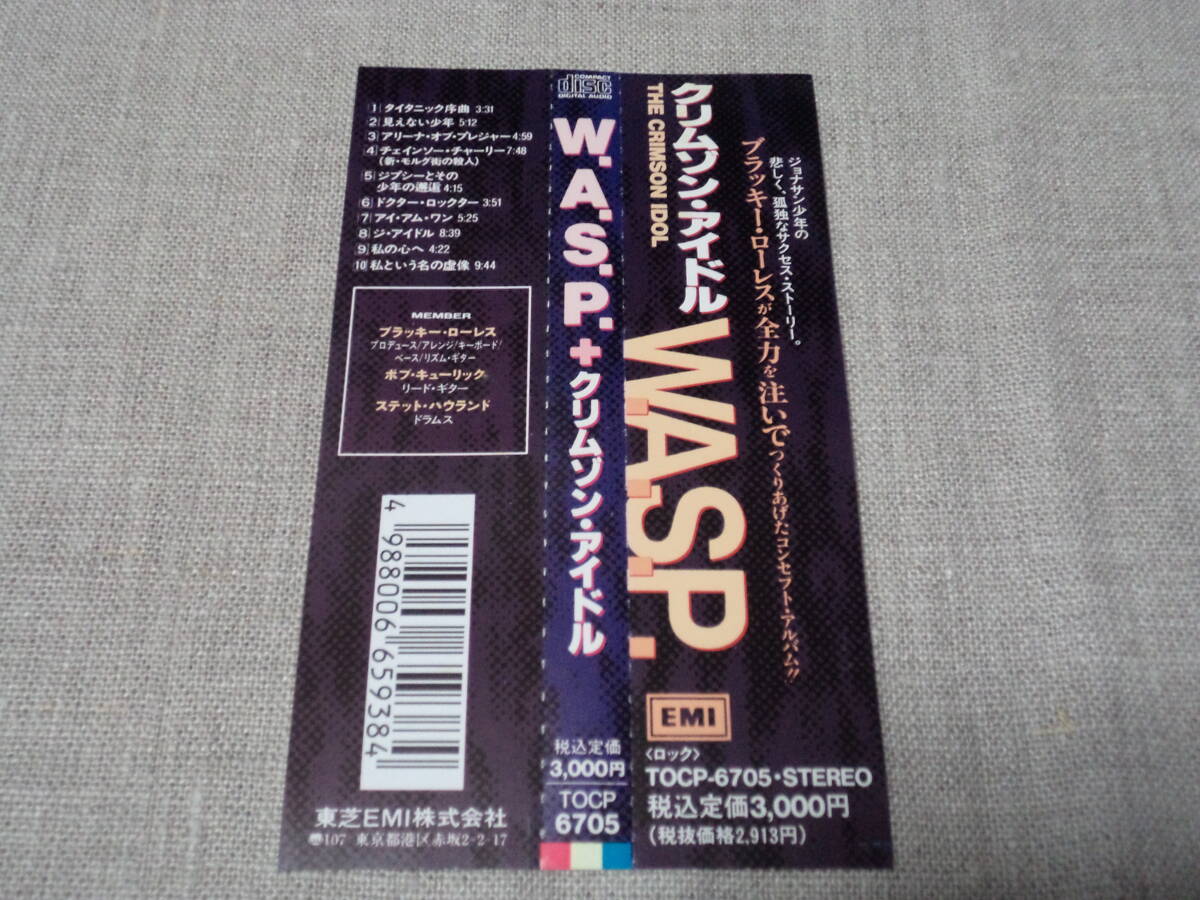 1 タイタニック序曲 3:31
2 見えない少年 5:12
3 アリーナ・オブ・プレジャー 4:59
4 チェインソー・チャーリー 7:48
(新・モルグ街の殺人)
5 ジプシーとその
少年の邂逅 4:15
6 ドクター・ロックター 3:51
7 アイ・アム・ワン 5:25
8 ジ・アイドル 8:39
9 私の心へ 4:22
10 私という名の虚像 9:44
MEMBER
ブラッキー・ローレス
プロデュース/アレンジ/キーボード/
ベース/リズム・ギター
ボブ・キューリック
リード・ギター
ステット・ハウランド
ドラムス
4 988006 659384
東芝EMI株式会社
〠107 東京都港区赤坂2-2-17
COMPACT
disc
DIGITAL AUDIO
W.A.S.P.+クリムゾン・アイドル
税込定価
3,000円
TOCP
6705
ジョナサン少年の
悲しく、孤独なサクセス・ストーリー。
ブラッキー・ローレスが全力を注いでつくりあげたコンセプト・アルバム!!
クリムゾン・アイドル
THE CRIMSON IDOL
W.A.S.P.
EMI
〈ロック〉
TOCP-6705・STEREO
税込定価3,000円
(税抜価格2,913円)